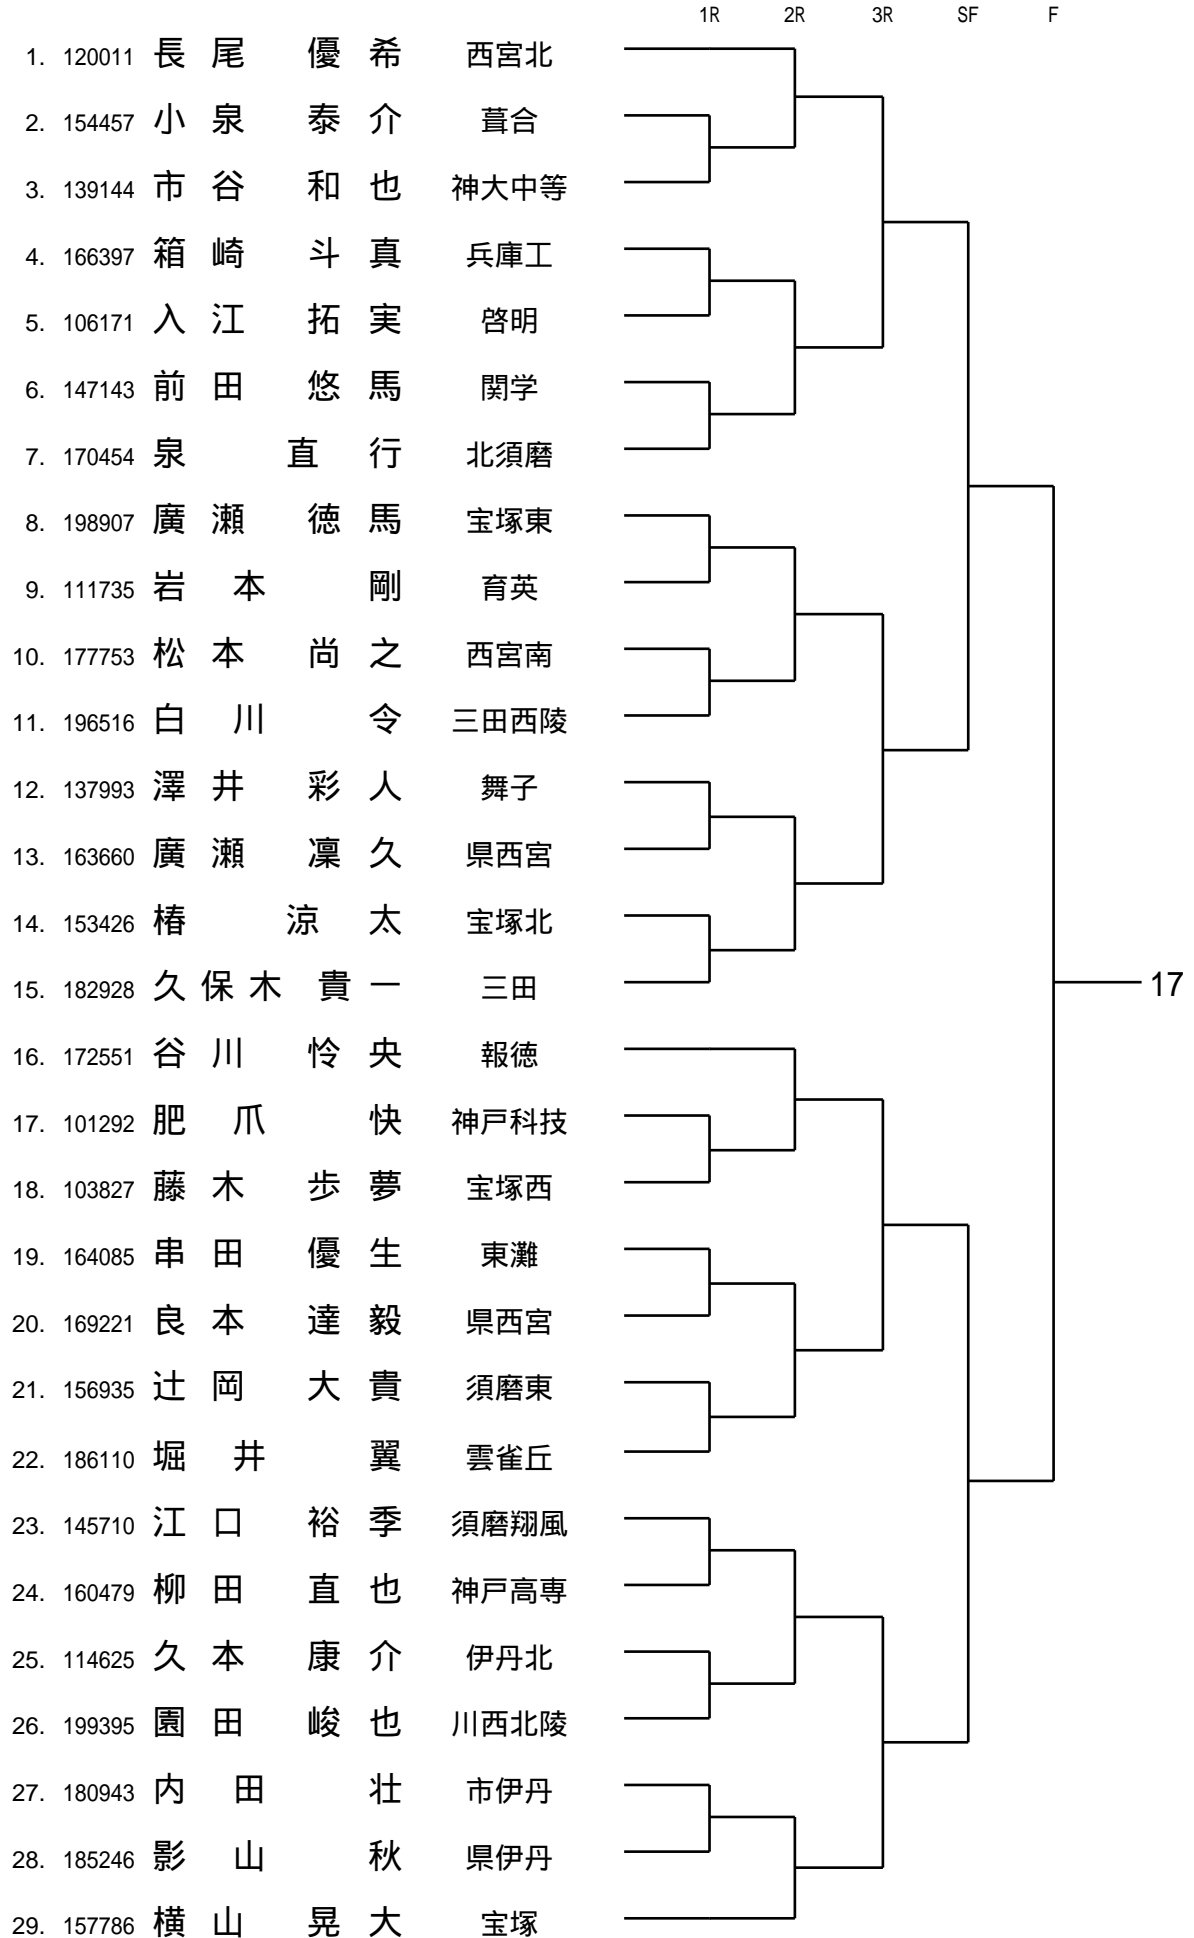 1R 2R 3R SF F
1. 120011 長尾 優希 西宮北
2. 154457 小泉 泰介 葺合
3. 139144 市谷 和也 神大中等
4. 166397 箱崎 斗真 兵庫工
5. 106171 入江 拓実 啓明
6. 147143 前田 悠馬 関学
7. 170454 泉 直行 北須磨
8. 198907 廣瀬 徳馬 宝塚東
9. 111735 岩本 剛 育英
10. 177753 松本 尚之 西宮南
11. 196516 白川 令 三田西陵
12. 137993 澤井 彩人 舞子
13. 163660 廣瀬 凜久 県西宮
14. 153426 椿 涼太 宝塚北
15. 182928 久保木 貴一 三田
17
16. 172551 谷川 怜央 報徳
17. 101292 肥爪 快 神戸科技
18. 103827 藤木 歩夢 宝塚西
19. 164085 串田 優生 東灘
20. 169221 良本 達毅 県西宮
21. 156935 辻岡 大貴 須磨東
22. 186110 堀井 翼 雲雀丘
23. 145710 江口 裕季 須磨翔風
24. 160479 柳田 直也 神戸高専
25. 114625 久本 康介 伊丹北
26. 199395 園田 峻也 川西北陵
27. 180943 内田 壮 市伊丹
28. 185246 影山 秋 県伊丹
29. 157786 横山 晃大 宝塚